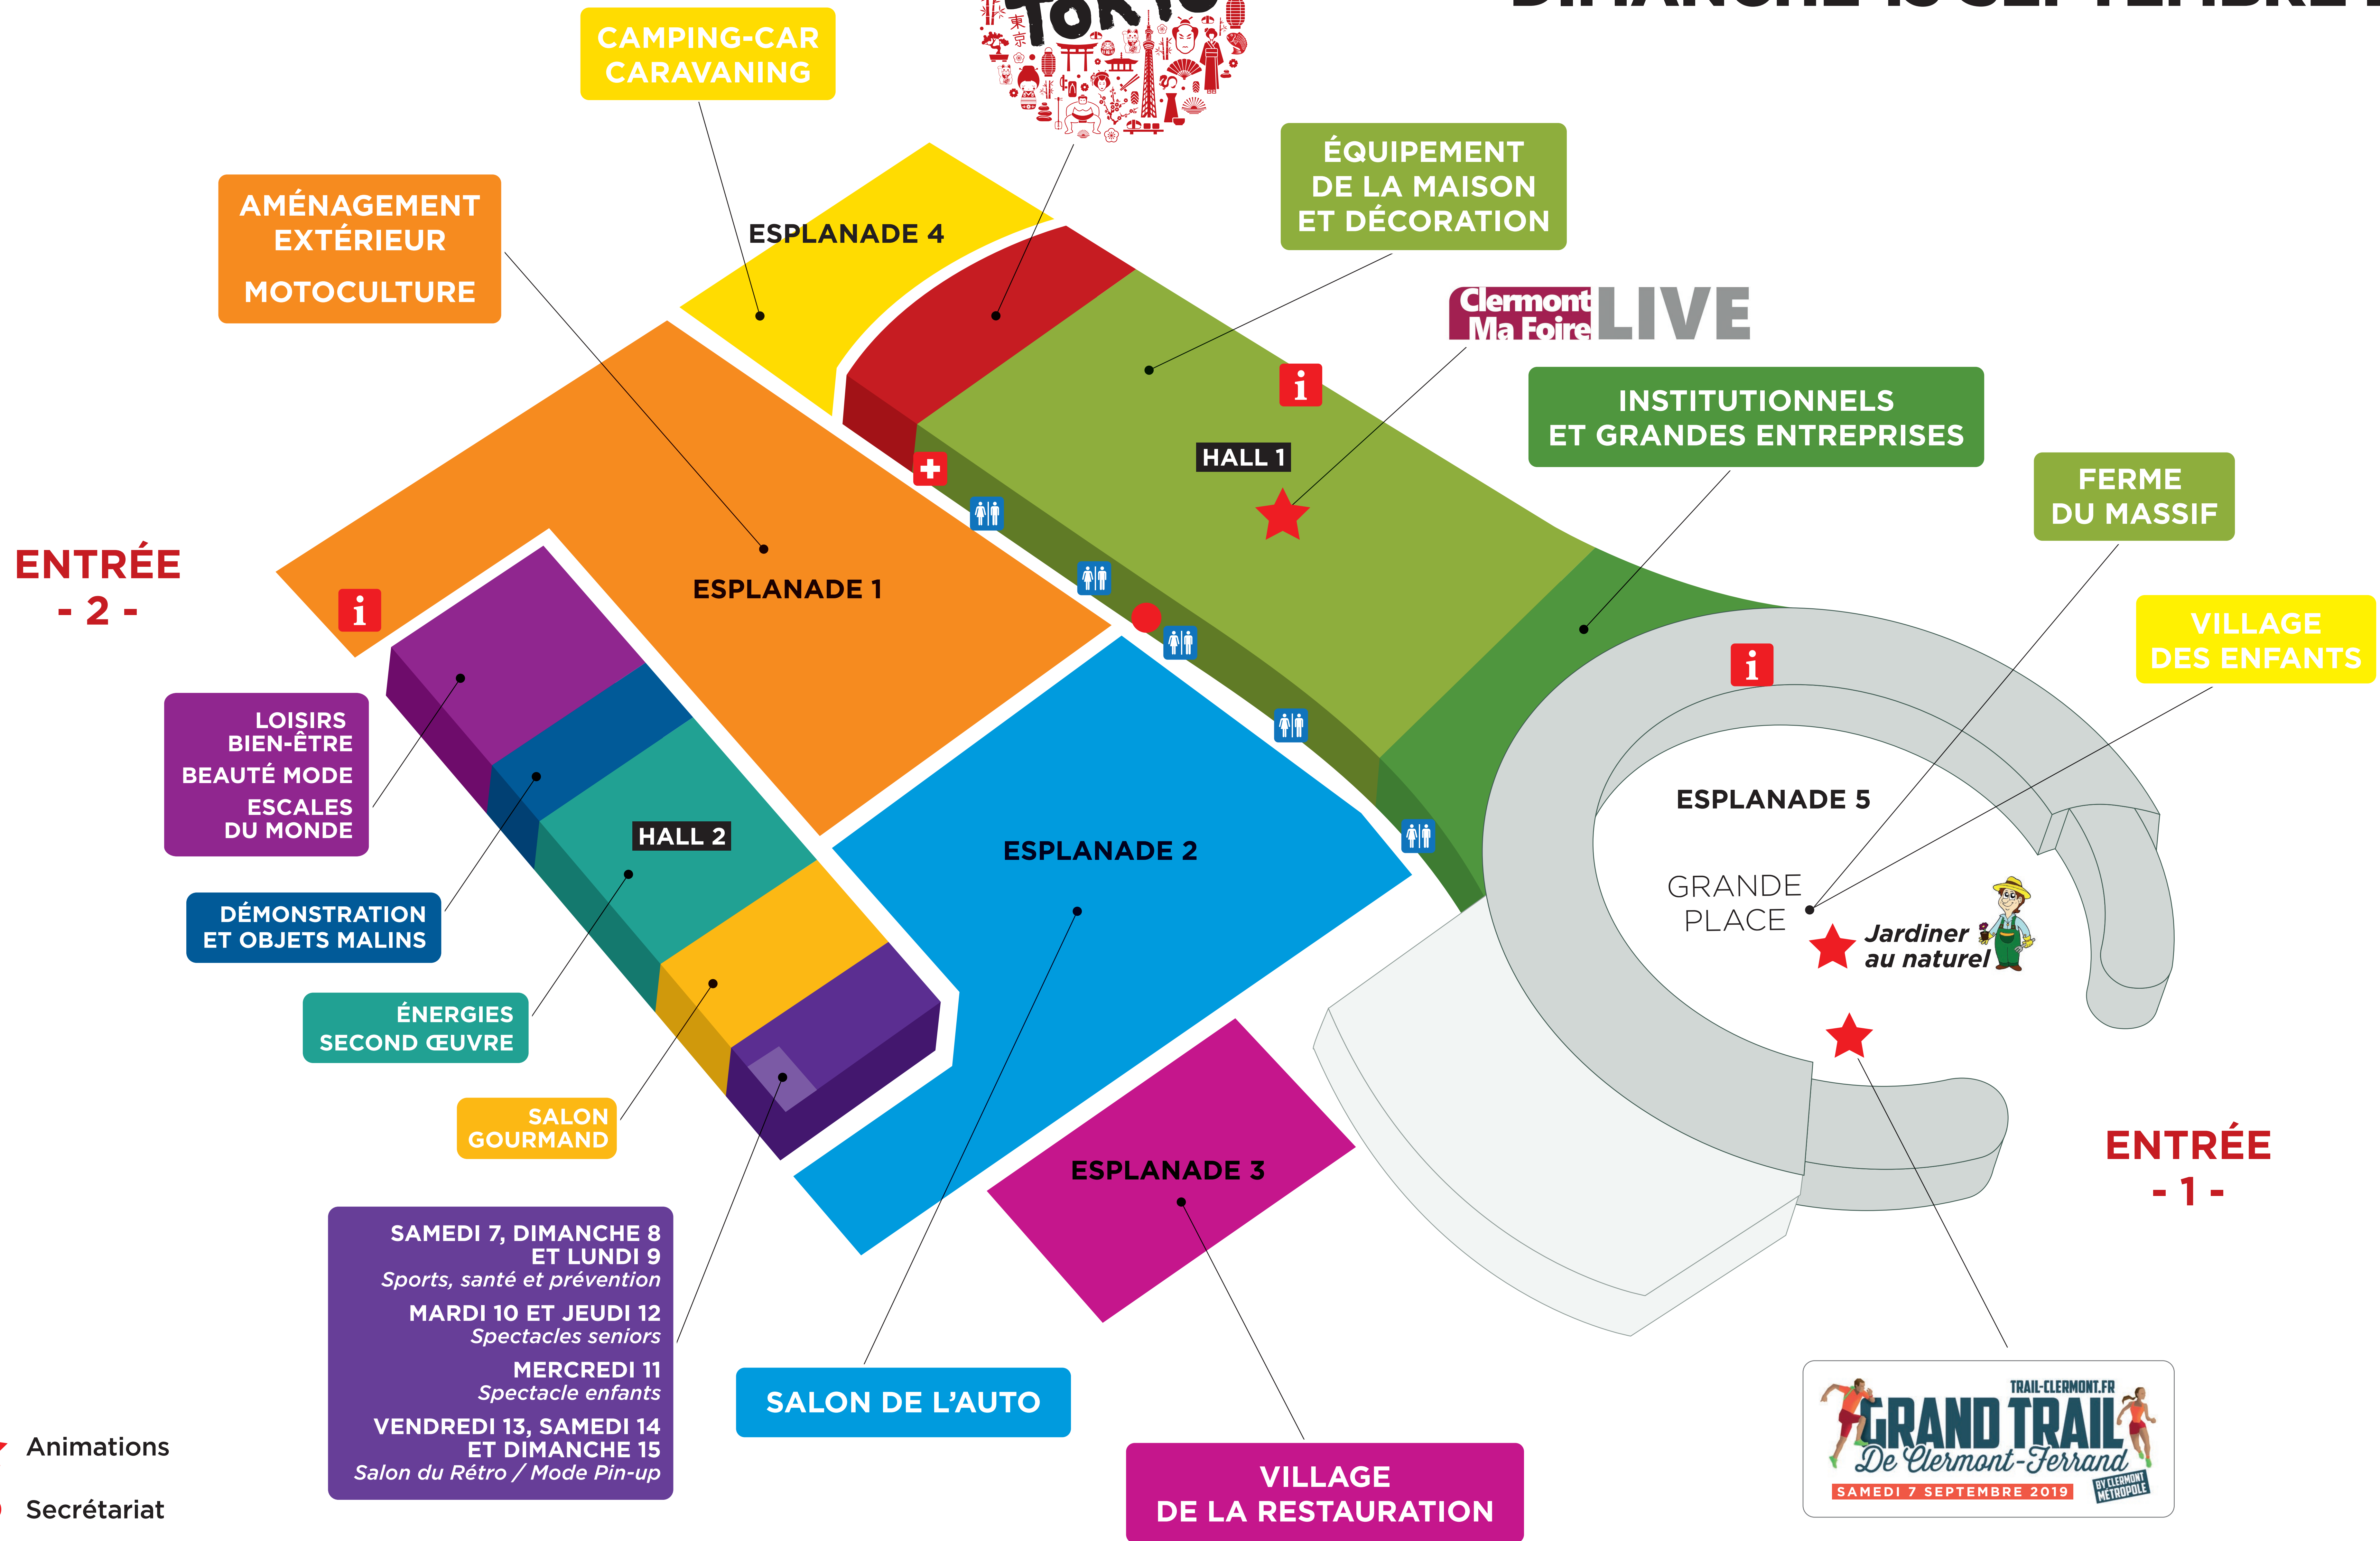 TOKYO
東京
DIMANCHE 15 SEPTEMBRE
CAMPING-CAR
CARAVANING
ÉQUIPEMENT
DE LA MAISON
ET DÉCORATION
AMÉNAGEMENT
EXTÉRIEUR
MOTOCULTURE
ESPLANADE 4
Clermont
Ma Foire
LIVE
INSTITUTIONNELS
ET GRANDES ENTREPRISES
HALL 1
FERME
DU MASSIF
ENTRÉE
- 2 -
ESPLANADE 1
VILLAGE
DES ENFANTS
LOISIRS
BIEN-ÊTRE
BEAUTÉ MODE
ESCALES
DU MONDE
ESPLANADE 5
HALL 2
ESPLANADE 2
GRANDE
PLACE
Jardiner
au naturel
DÉMONSTRATION
ET OBJETS MALINS
ÉNERGIES
SECOND ŒUVRE
SALON
GOURMAND
ESPLANADE 3
ENTRÉE
- 1 -
SAMEDI 7, DIMANCHE 8
ET LUNDI 9
Sports, santé et prévention
MARDI 10 ET JEUDI 12
Spectacles seniors
MERCREDI 11
Spectacle enfants
VENDREDI 13, SAMEDI 14
ET DIMANCHE 15
Salon du Rétro / Mode Pin-up
SALON DE L'AUTO
VILLAGE
DE LA RESTAURATION
TRAIL-CLERMONT.FR
GRAND TRAIL
De Clermont-Ferrand
SAMEDI 7 SEPTEMBRE 2019
BY CLERMONT
MÉTROPOLE
Animations
Secrétariat
i
i
i